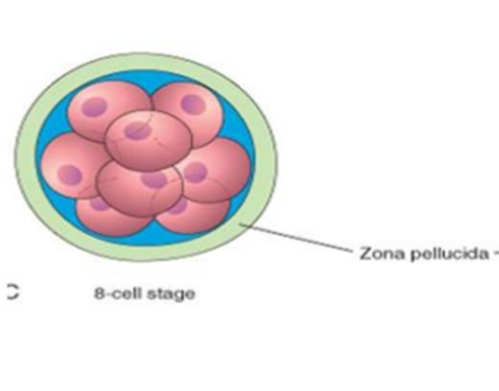 Zona pellucida -
C
8-cell stage